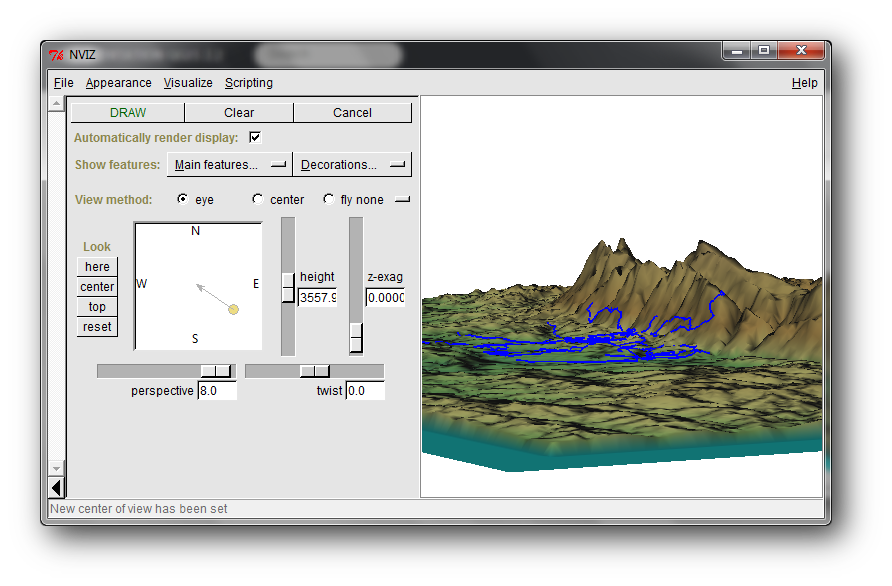 NVIZ
File Appearance Visualize Scripting Help
DRAW Clear Cancel
Automatically render display:
Show features: Main features... Decorations...
View method: eye center fly none
N
Look
here
center
top
reset
W E
S
height
3557.9
z-exag
0.0000
perspective 8.0
twist 0.0
New center of view has been set